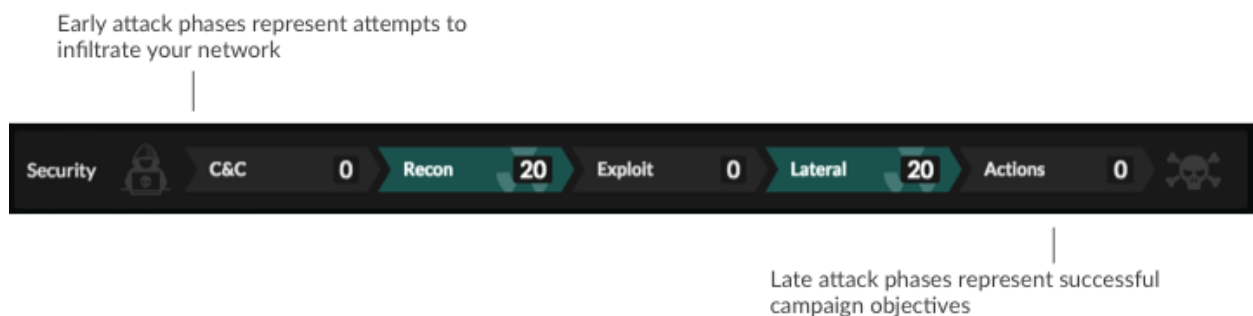 Early attack phases represent attempts to
infiltrate your network
Security C&C 0 Recon 20 Exploit 0 Lateral 20 Actions 0
Late attack phases represent successful
campaign objectives